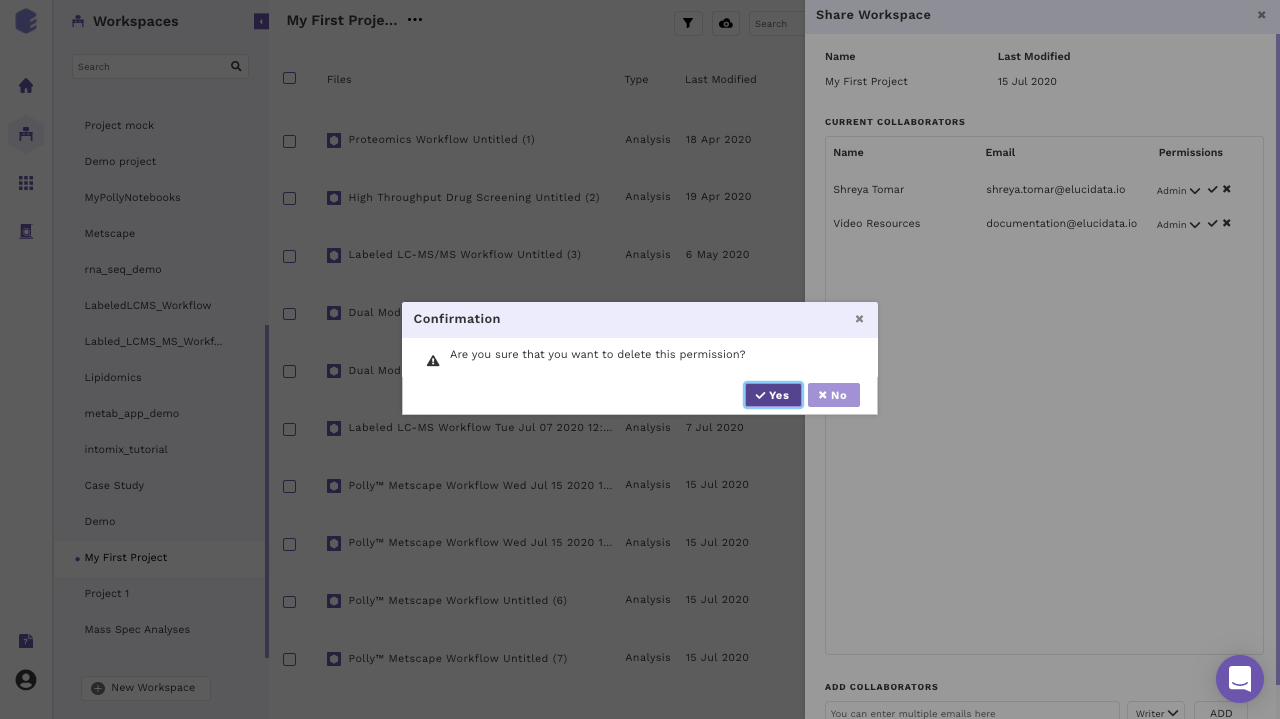 Workspaces
My First Proje... •••
Search
Share Workspace
Search
Files Type Last Modified
Project mock
Demo project
MyPollyNotebooks
Metscape
rna_seq_demo
LabeledLCMS_Workflow
Labled_LCMS_MS_Workf...
Lipidomics
metab_app_demo
intomix_tutorial
Case Study
Demo
My First Project
Project 1
Mass Spec Analyses
New Workspace
Proteomics Workflow Untitled (1) Analysis 18 Apr 2020
High Throughput Drug Screening Untitled (2) Analysis 19 Apr 2020
Labeled LC-MS/MS Workflow Untitled (3) Analysis 6 May 2020
Dual Mod
Dual Mod
Labeled LC-MS Workflow Tue Jul 07 2020 12:... Analysis 7 Jul 2020
Polly™ Metscape Workflow Wed Jul 15 2020 1... Analysis 15 Jul 2020
Polly™ Metscape Workflow Wed Jul 15 2020 1... Analysis 15 Jul 2020
Polly™ Metscape Workflow Untitled (6) Analysis 15 Jul 2020
Polly™ Metscape Workflow Untitled (7) Analysis 15 Jul 2020
Name Last Modified
My First Project 15 Jul 2020
CURRENT COLLABORATORS
Name Email Permissions
Shreya Tomar shreya.tomar@elucidata.io Admin
Video Resources documentation@elucidata.io Admin
Confirmation
Are you sure that you want to delete this permission?
Yes No
ADD COLLABORATORS
You can enter multiple emails here Writer ADD